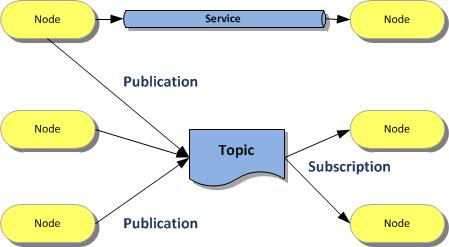 Node
Service
Node
Publication
Node
Topic
Node
Subscription
Node
Publication
Node